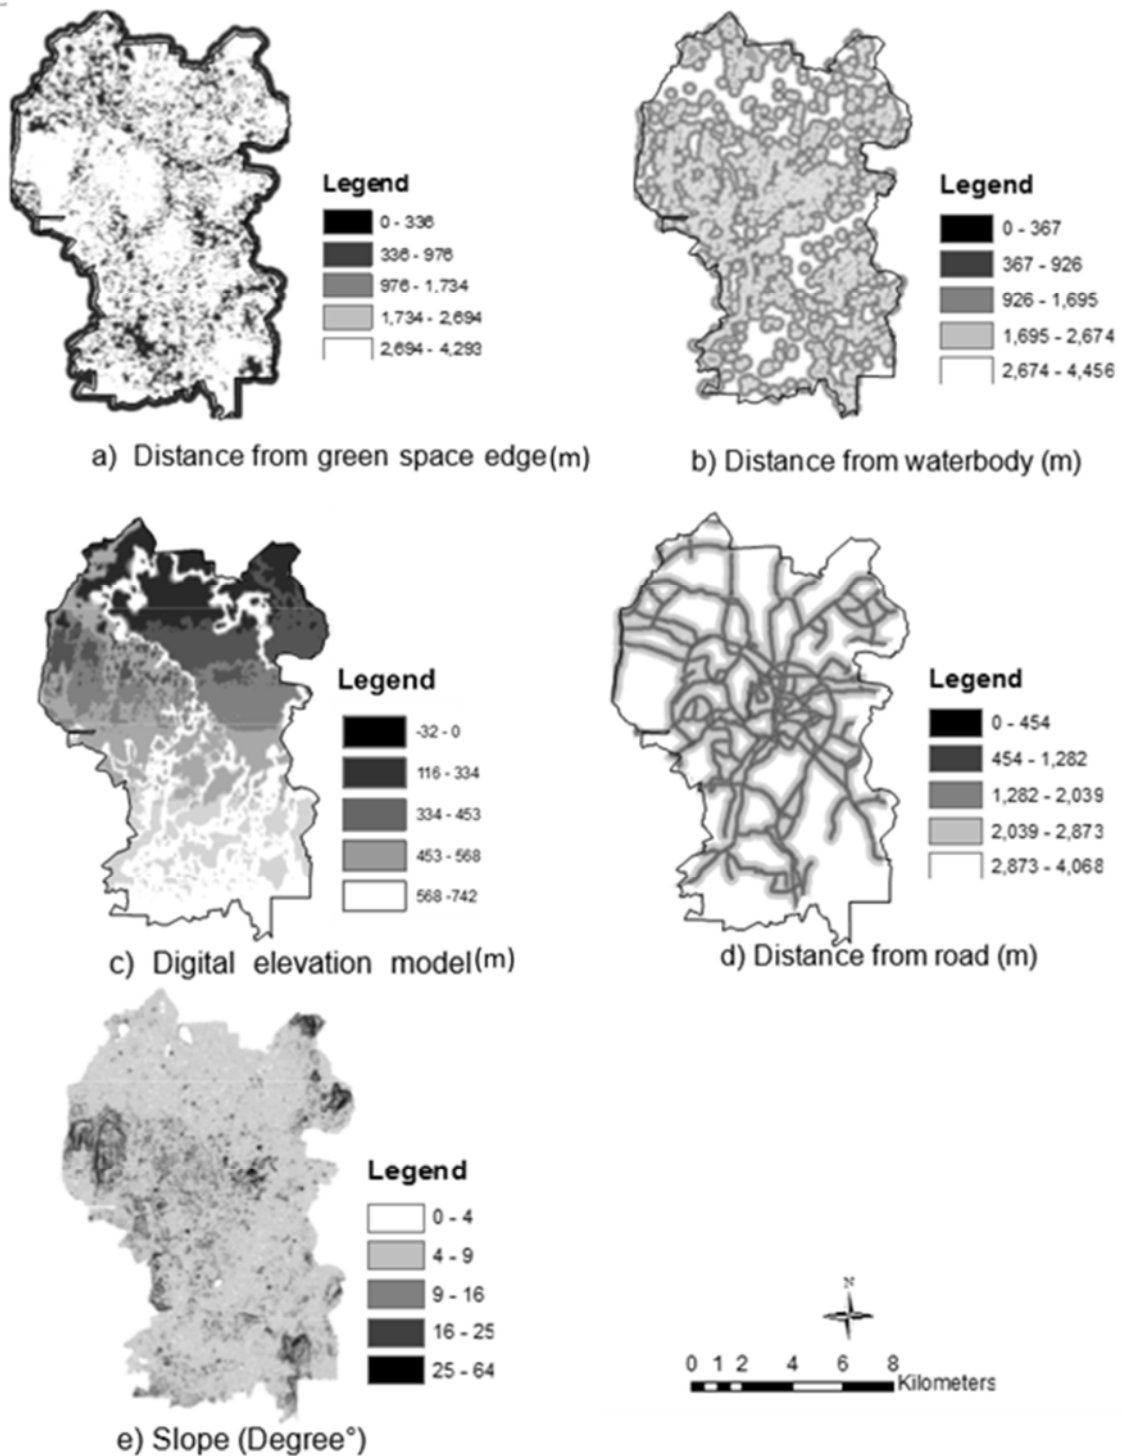 Legend
0 - 336
336 - 976
976 - 1.734
1,734 - 2,694
2,694 - 4,293
a) Distance from green space edge(m)
Legend
0 - 367
367 - 926
926 - 1,695
1,695 - 2,674
2,674 - 4,456
b) Distance from waterbody (m)
Legend
-32 - 0
116 - 334
334 - 453
453 - 568
568 -742
c) Digital elevation model(m)
Legend
0 - 454
454 - 1,282
1,282 - 2,039
2,039 - 2,873
2,873 - 4,068
d) Distance from road (m)
Legend
0 - 4
4 - 9
9 - 16
16 - 25
25 - 64
e) Slope (Degree°)
N
0 1 2 4 6 8
Kilometers